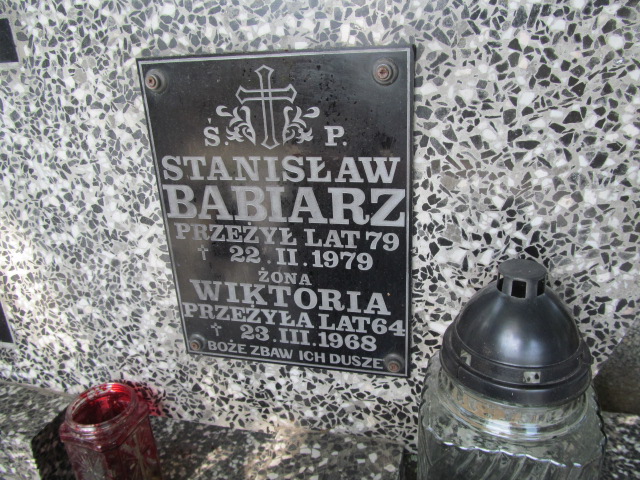 Ś. P.
STANISŁAW
BABIARZ
PRZEŻYŁ LAT 79
† 22.II.1979
ŻONA
WIKTORIA
PRZEŻYŁA LAT 64
† 23.III.1968
BOŻE ZBAW ICH DUSZE